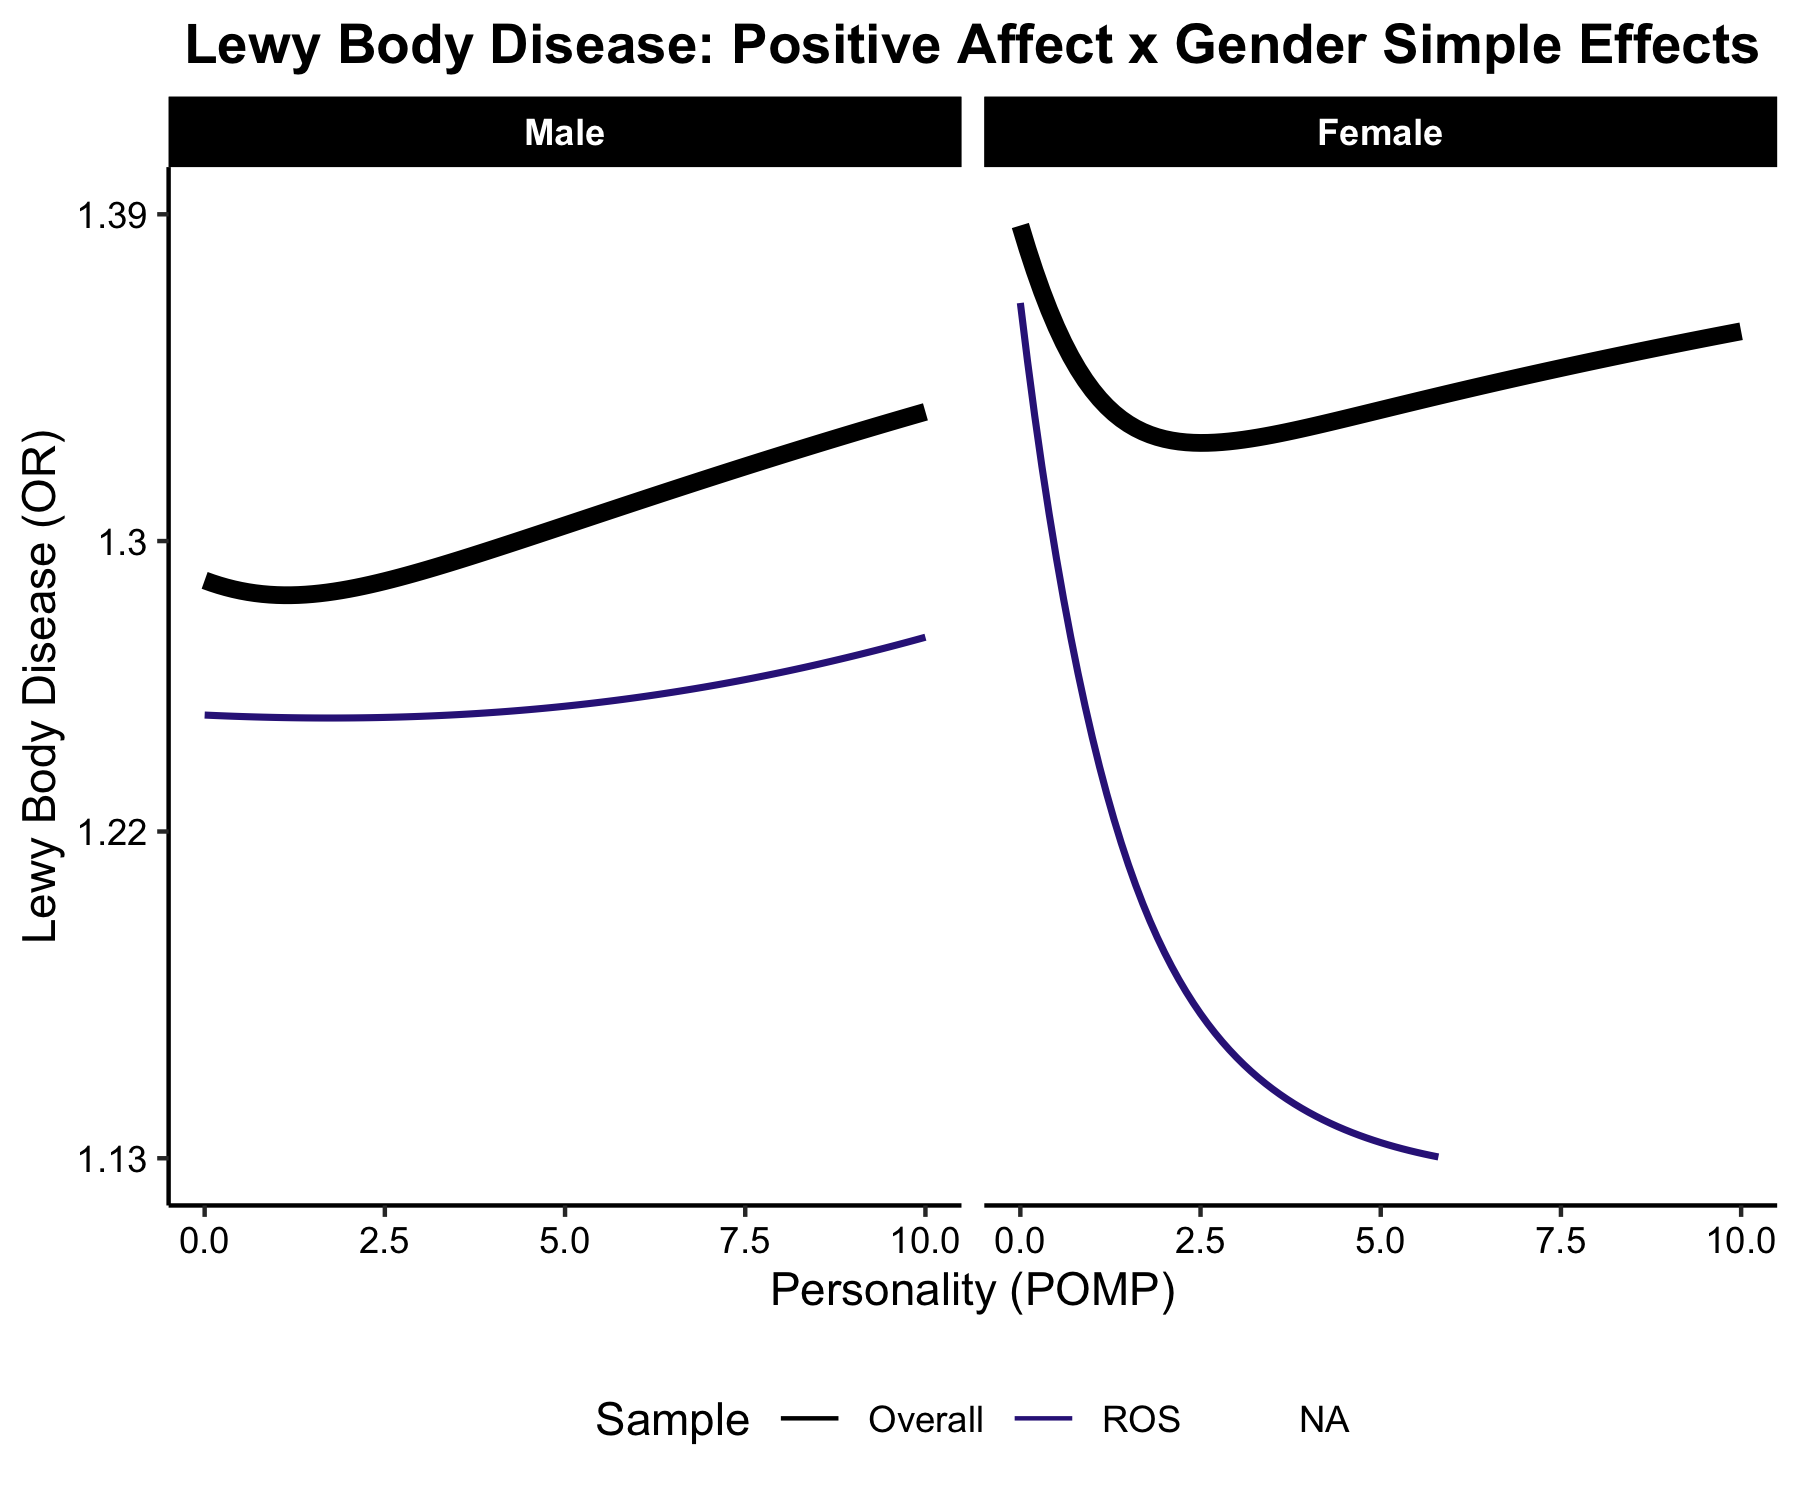 Lewy Body Disease: Positive Affect x Gender Simple Effects
Male
Female
Lewy Body Disease (OR)
1.39
1.3
1.22
1.13
0.0 2.5 5.0 7.5 10.0
0.0 2.5 5.0 7.5 10.0
Personality (POMP)
Sample Overall ROS NA